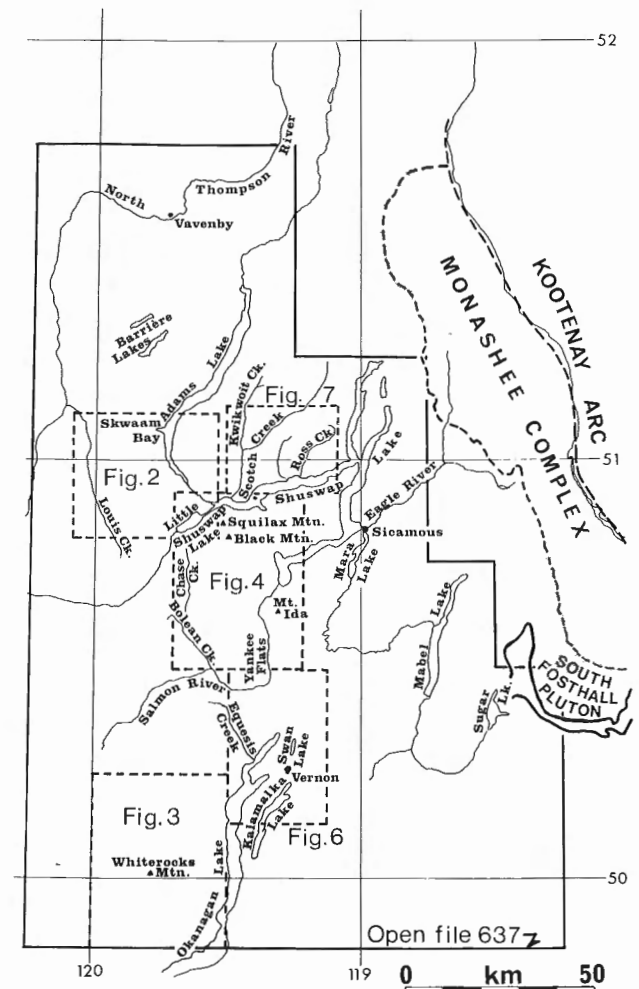 52
North
Thompson
River
Vavenby
Barrière
Lakes
Adams
Lake
MONASHEE COMPLEX
KOOTENAY ARC
Kwikwoit Ck.
Fig. 7
Skwaam
Bay
Scotch
Creek
Ross Ck.
51
Fig.2
Louis Ck.
Little
Shuswap
Lake
Shuswap
Lake
Eagle River
Squilax Mtn.
Black Mtn.
Sicamous
Chase
Ck.
Fig.4
Mara
Lake
Mt.
Ida
Bolean Ck.
Yankee
Flats
Mabel
Lake
Sugar
Lk.
SOUTH
FOSTHALL
PLUTON
Salmon River
Equesis
Creek
Swan
Lake
Vernon
Kalamalka
Lake
Fig.3
Fig.6
Whiterocks
Mtn.
Okanagan
Lake
50
Open file 637
120
119
0 km 50